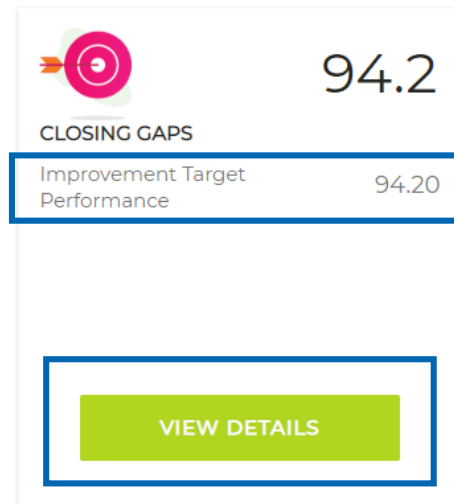 94.2
CLOSING GAPS
Improvement Target
Performance
94.20
VIEW DETAILS